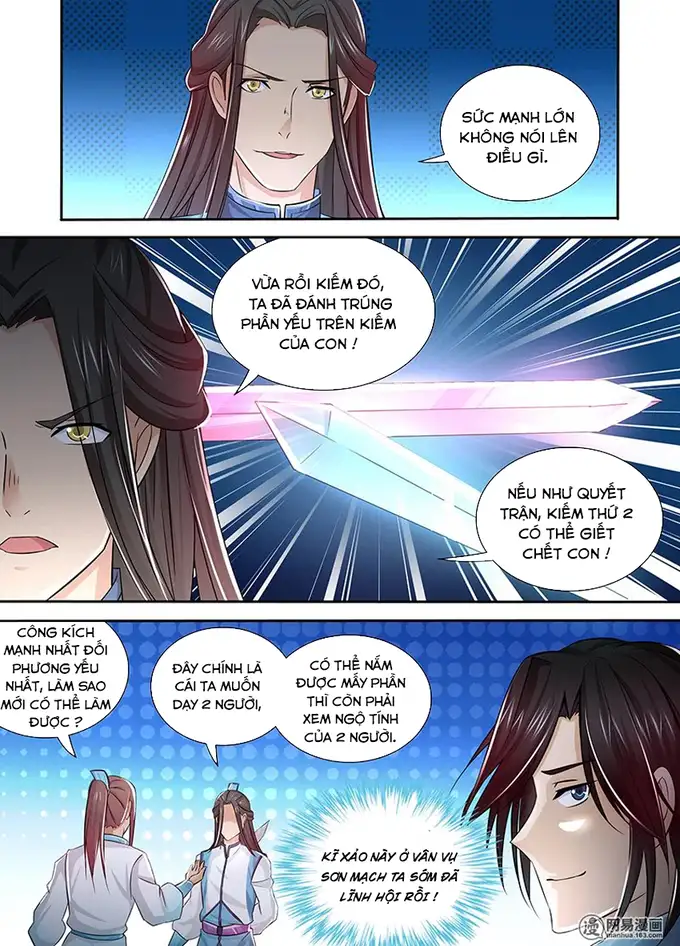 SỨC MẠNH LỚN
KHÔNG NÓI LÊN
ĐIỀU GÌ.
VỪA RỒI KIẾM ĐÓ,
TA ĐÃ ĐÁNH TRÚNG
PHẦN YẾU TRÊN KIẾM
CỦA CON !
NẾU NHƯ QUYẾT
TRẬN, KIẾM THỨ 2
CÓ THỂ GIẾT
CHẾT CON !
CÔNG KÍCH
MẠNH NHẤT ĐỐI
PHƯƠNG YẾU
NHẤT, LÀM SAO
MỚI CÓ THỂ LÀM
ĐƯỢC ?
ĐÂY CHÍNH LÀ
CÁI TA MUỐN
DẠY 2 NGƯỜI,
CÓ THỂ NẮM
ĐƯỢC MẤY PHẦN
THÌ CÒN PHẢI
XEM NGỘ TÍNH
CỦA 2 NGƯỜI.
KĨ XẢO NÀY Ở VÂN VỤ
SƠN MẠCH TA SỚM ĐÃ
LĨNH HỘI RỒI !
网易漫画
manhua.163.com